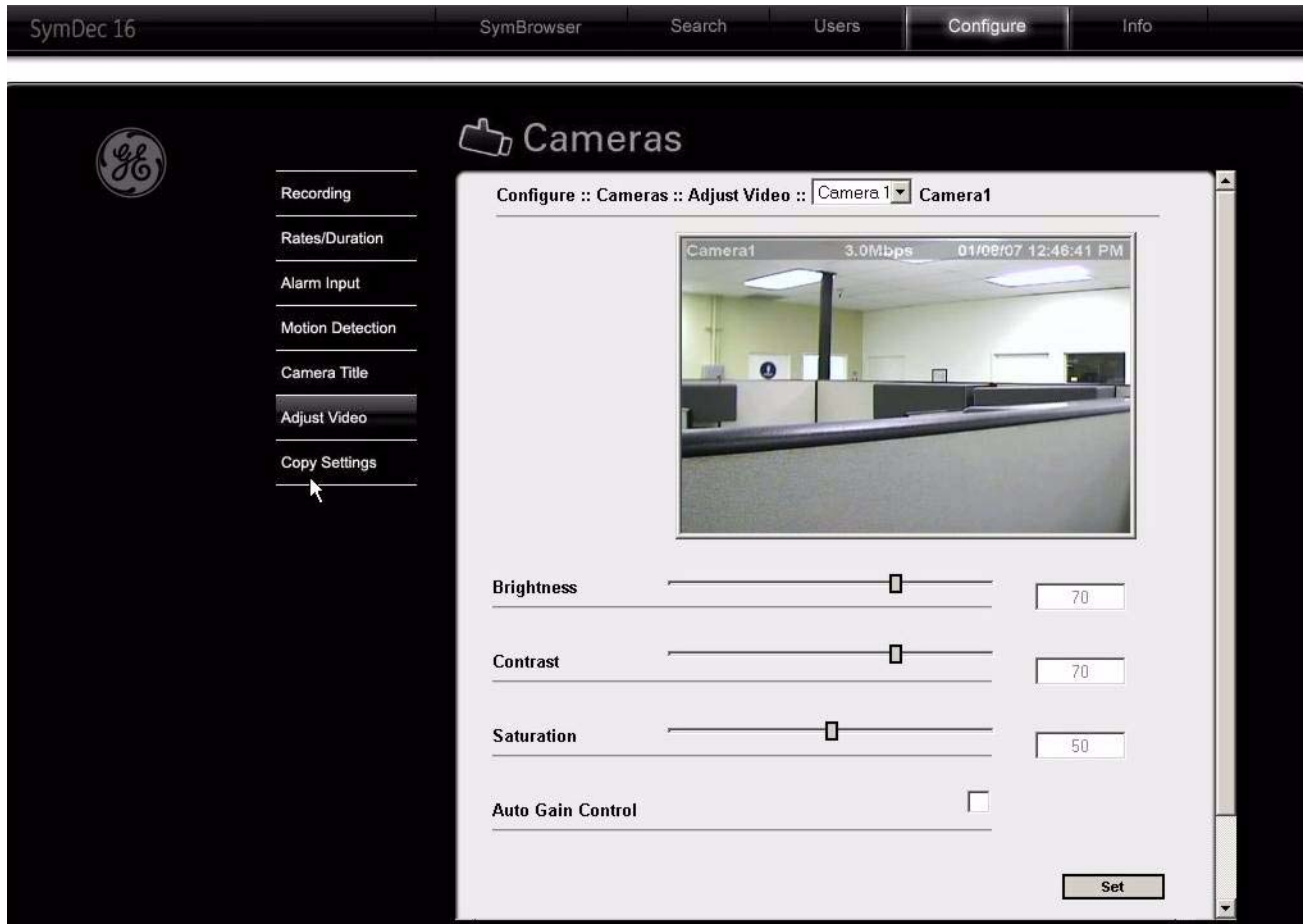 SymDec 16
SymBrowser
Search
Users
Configure
Info
GE
Cameras
Recording
Rates/Duration
Alarm Input
Motion Detection
Camera Title
Adjust Video
Copy Settings
Configure :: Cameras :: Adjust Video :: Camera 1 Camera1
Camera1 3.0Mbps 01/08/07 12:46:41 PM
Brightness
70
Contrast
70
Saturation
50
Auto Gain Control
Set